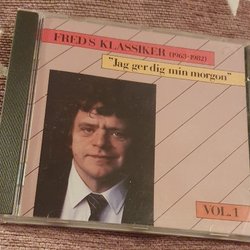 FREDS KLASSIKER (1963-1982)
"Jag ger dig min morgon"
VOL. 1